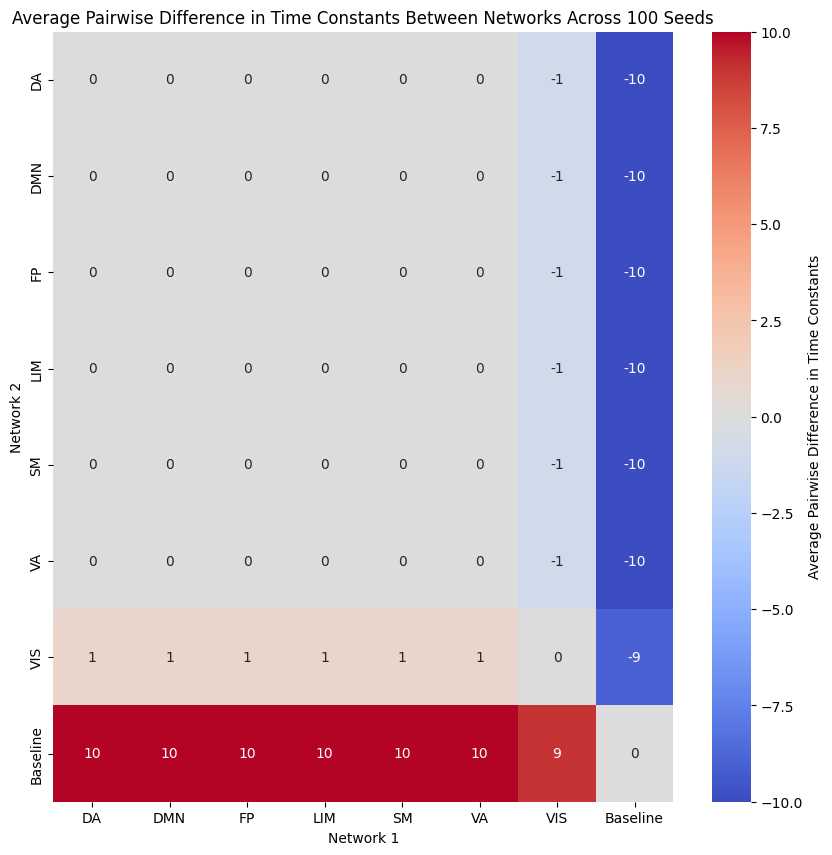 Average Pairwise Difference in Time Constants Between Networks Across 100 Seeds
DA 0 0 0 0 0 0 -1 -10
DMN 0 0 0 0 0 0 -1 -10
FP 0 0 0 0 0 0 -1 -10
LIM 0 0 0 0 0 0 -1 -10
SM 0 0 0 0 0 0 -1 -10
VA 0 0 0 0 0 0 -1 -10
VIS 1 1 1 1 1 1 0 -9
Baseline 10 10 10 10 10 10 9 0
DA DMN FP LIM SM VA VIS Baseline
Network 1
Network 2
10.0
7.5
5.0
2.5
0.0
−2.5
−5.0
−7.5
−10.0
Average Pairwise Difference in Time Constants